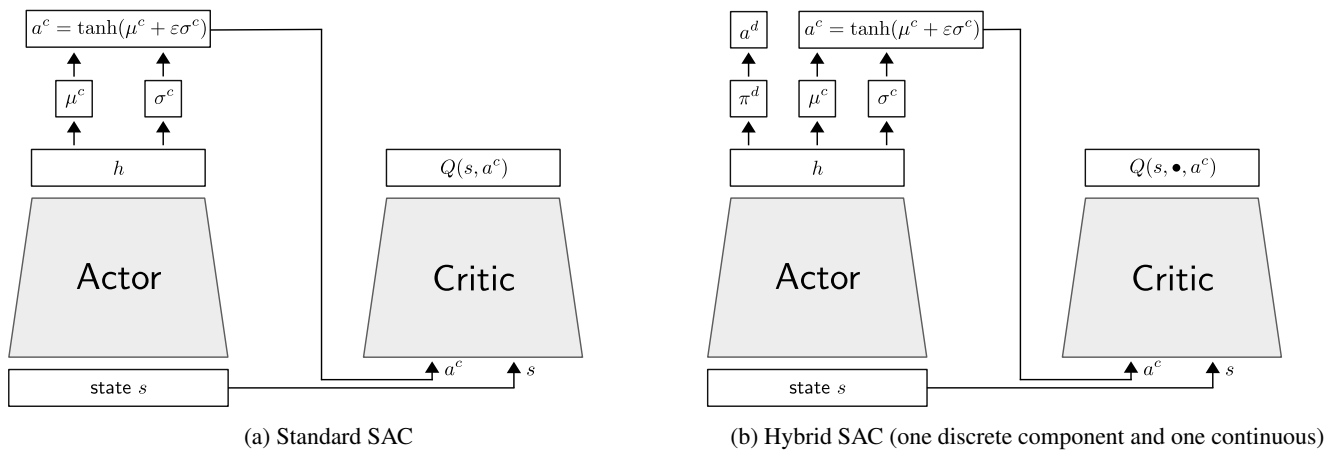 a^c = tanh(μ^c + εσ^c)
μ^c σ^c
h
Actor
state s
Q(s, a^c)
Critic
a^c s
(a) Standard SAC
a^d a^c = tanh(μ^c + εσ^c)
π^d μ^c σ^c
h
Actor
state s
Q(s, •, a^c)
Critic
a^c s
(b) Hybrid SAC (one discrete component and one continuous)